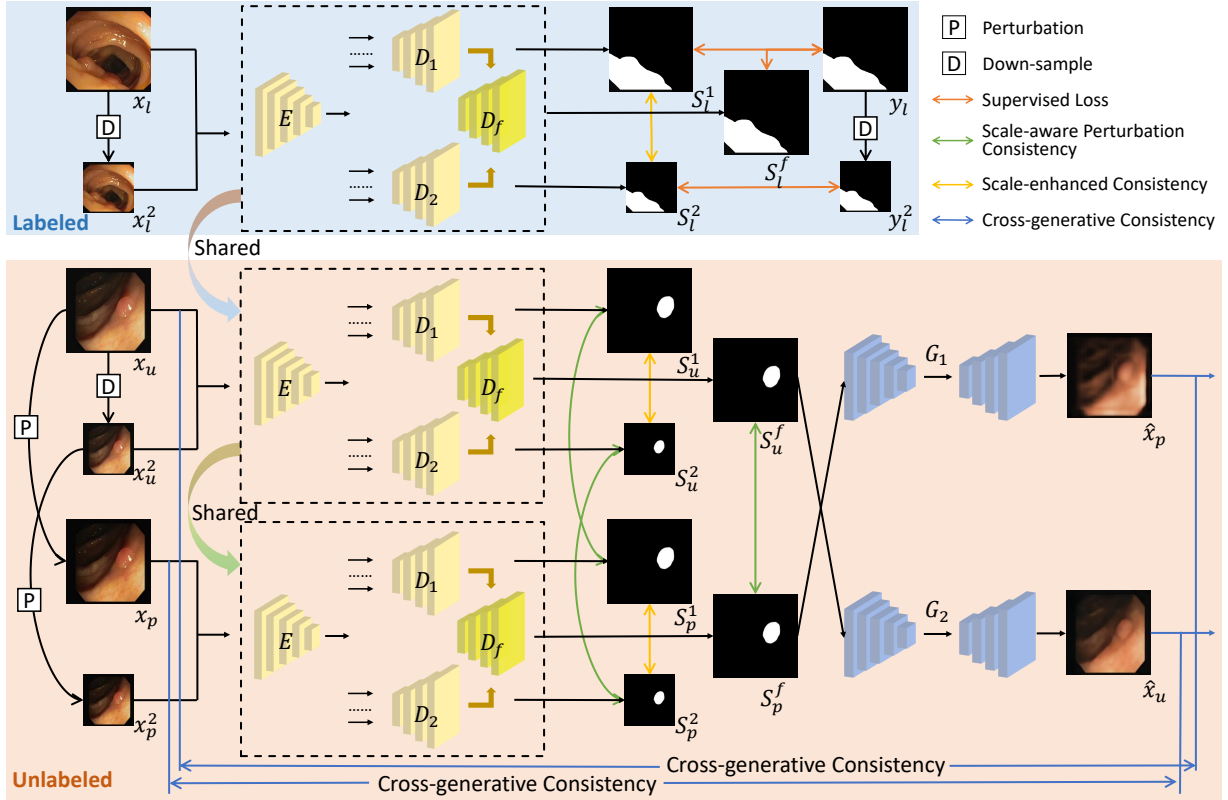 P Perturbation
D Down-sample
Supervised Loss
Scale-aware Perturbation
Consistency
Scale-enhanced Consistency
Cross-generative Consistency
x_l
D
x_l^2
E
......
D_1
D_f
......
D_2
S_l^1
S_l^f
S_l^2
y_l
D
y_l^2
Labeled
Shared
x_u
D
P
x_u^2
E
......
D_1
D_f
......
D_2
S_u^1
S_u^f
S_u^2
G_1
x̂_p
Shared
x_p
P
x_p^2
E
......
D_1
D_f
......
D_2
S_p^1
S_p^f
S_p^2
G_2
x̂_u
Cross-generative Consistency
Cross-generative Consistency
Unlabeled